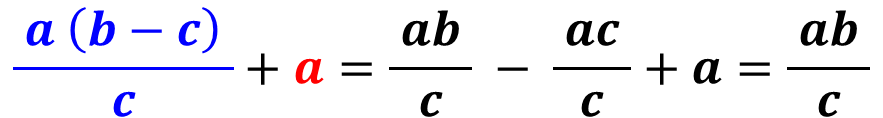 a (b − c)/c + a = ab/c − ac/c + a = ab/c